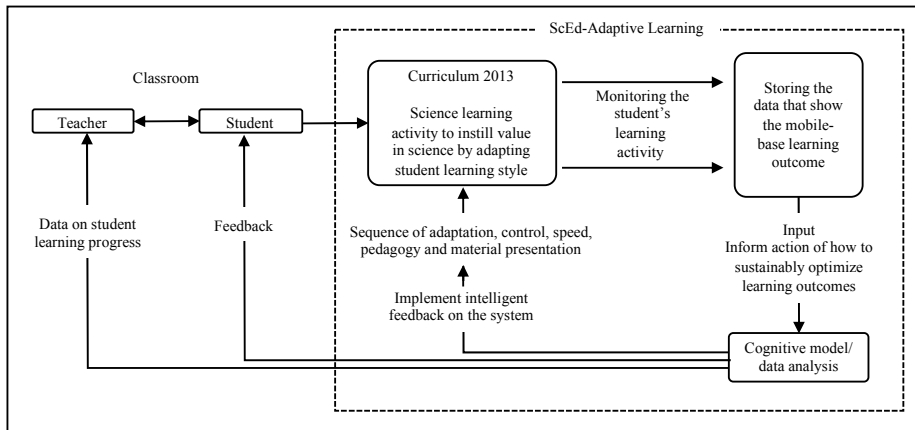 ScEd-Adaptive Learning
Classroom
Teacher
Student
Curriculum 2013
Science learning
activity to instill value
in science by adapting
student learning style
Monitoring the
student's
learning
activity
Storing the
data that show
the mobile-
base learning
outcome
Data on student
learning progress
Feedback
Sequence of adaptation, control, speed,
pedagogy and material presentation
Implement intelligent
feedback on the system
Input
Inform action of how to
sustainably optimize
learning outcomes
Cognitive model/
data analysis